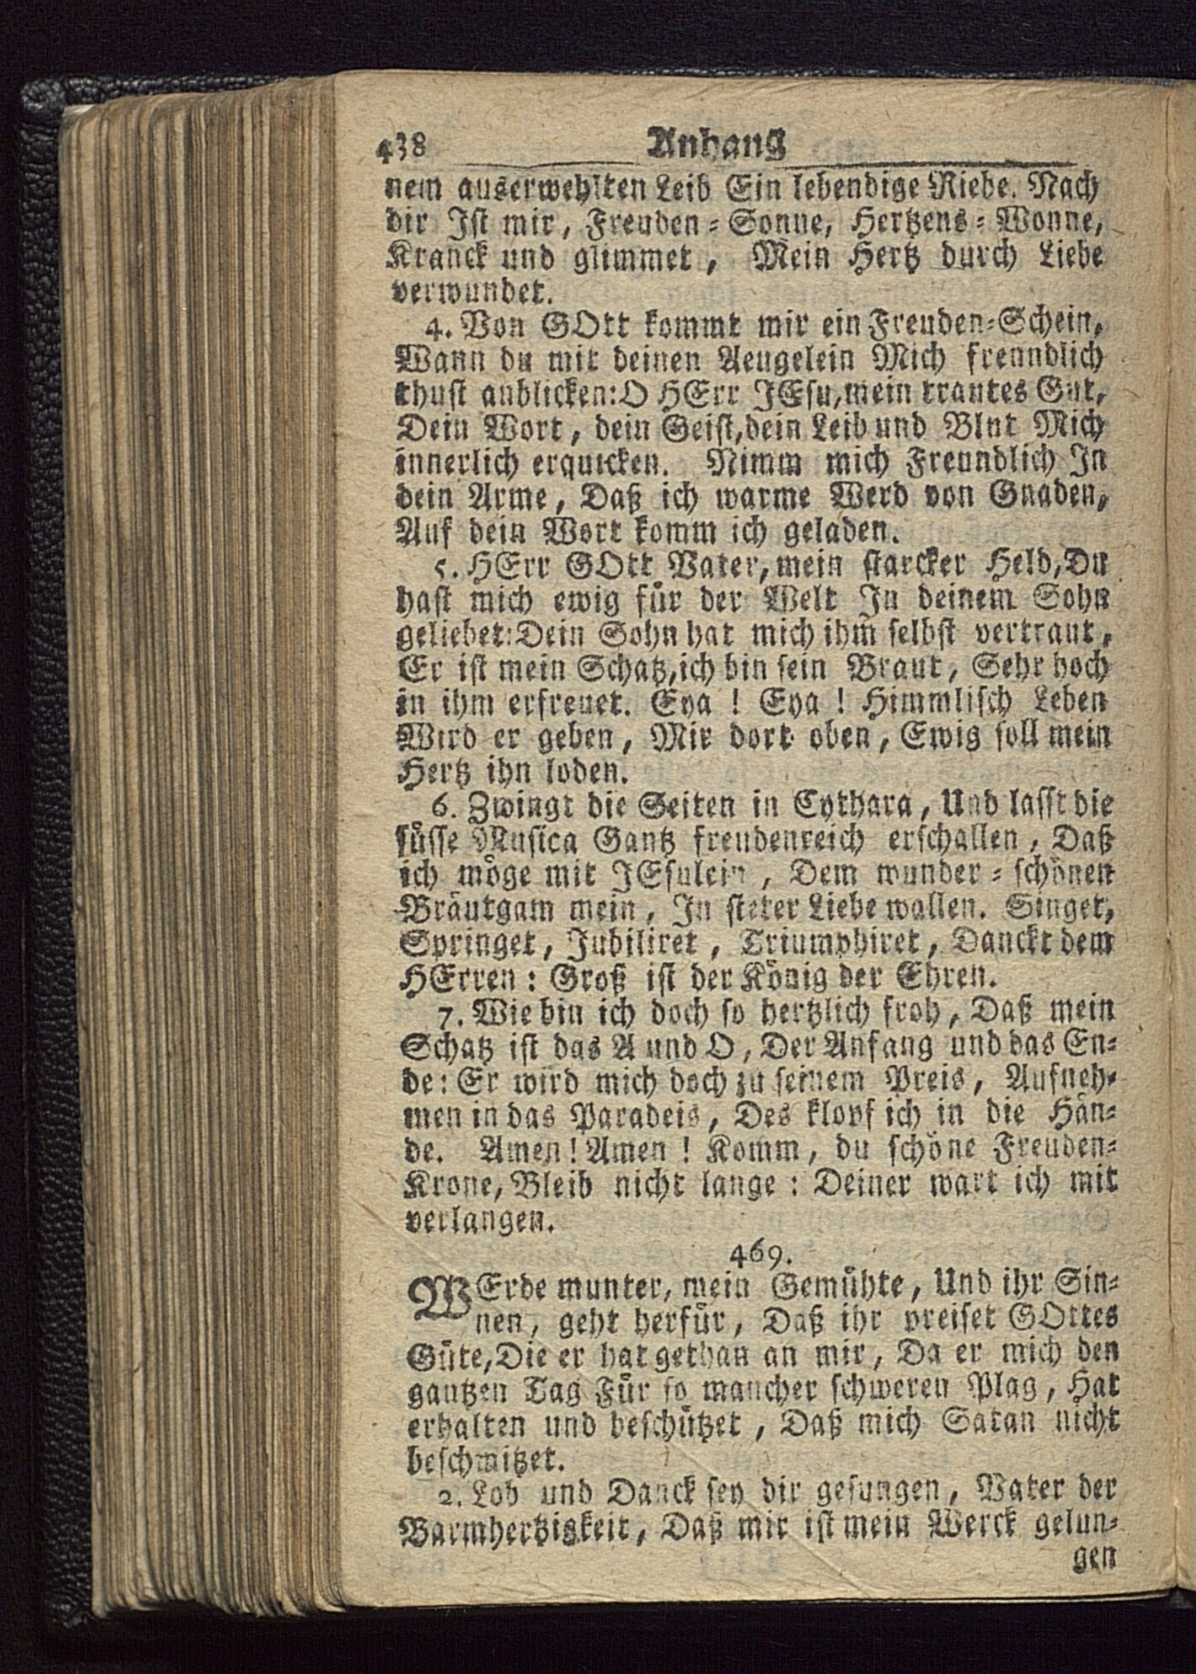 438 Anhang
nem auserwehlten Leib Ein lebendige Riebe. Nach
dir Ist mir, Freuden-Sonne, Hertzens-Wonne,
Kranck und glimmet, Mein Hertz durch Liebe
verwundet.
4. Von GOtt kommt mir ein Freuden-Schein,
Wann du mit deinen Aeugelein Mich freundlich
thust anblicken: O HErr JEsu, mein trautes Gut,
Dein Wort, dein Geist, dein Leib und Blut Mich
innerlich erquicken. Nimm mich Freundlich In
dein Arme, Daß ich warme Werd von Gnaden,
Auf dein Wort komm ich geladen.
5. HErr GOtt Vater, mein starcker Held, Du
hast mich ewig für der Welt In deinem Sohn
geliebet: Dein Sohn hat mich ihm selbst vertraut,
Er ist mein Schatz, ich bin sein Braut, Sehr hoch
in ihm erfreuet. Eya! Eya! Himmlisch Leben
Wird er geben, Mir dort oben, Ewig soll mein
Hertz ihn loben.
6. Zwingt die Seiten in Cythara, Und lasst die
süsse Musica Gantz freudenreich erschallen, Daß
ich möge mit JEsulein, Dem wunder-schönen
Bräutgam mein, In steter Liebe wallen. Singet,
Springet, Jubiliret, Triumphiret, Danckt dem
HErren: Groß ist der König der Ehren.
7. Wie bin ich doch so hertzlich froh, Daß mein
Schatz ist das A und O, Der Anfang und das En-
de: Er wird mich doch zu seinem Preis, Aufneh-
men in das Paradeis, Des klopf ich in die Hän-
de. Amen! Amen! Komm, du schöne Freuden-
Krone, Bleib nicht lange: Deiner wart ich mit
verlangen.
469.
WErde munter, mein Gemühte, Und ihr Sin-
nen, geht herfür, Daß ihr preiset GOttes
Güte, Die er hat gethan an mir, Da er mich den
gantzen Tag Für so mancher schweren Plag, Hat
erhalten und beschützet, Daß mich Satan nicht
beschmitzet.
2. Lob und Danck sey dir gesungen, Vater der
Barmhertzigkeit, Daß mir ist mein Werck gelun-
gen